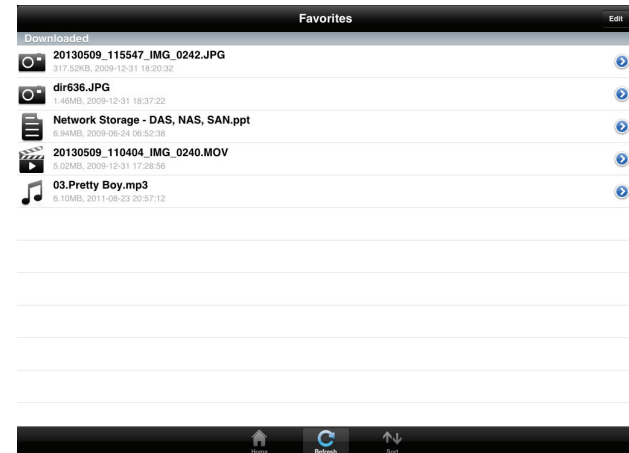 Favorites
Edit
Downloaded
20130509_115547_IMG_0242.JPG
317.52KB, 2009-12-31 18:20:32
dir636.JPG
1.46MB, 2009-12-31 18:37:22
Network Storage - DAS, NAS, SAN.ppt
6.94MB, 2009-06-24 06:52:38
20130509_110404_IMG_0240.MOV
5.02MB, 2009-12-31 17:28:56
03.Pretty Boy.mp3
6.10MB, 2011-08-23 20:57:12
Home
Refresh
Sort